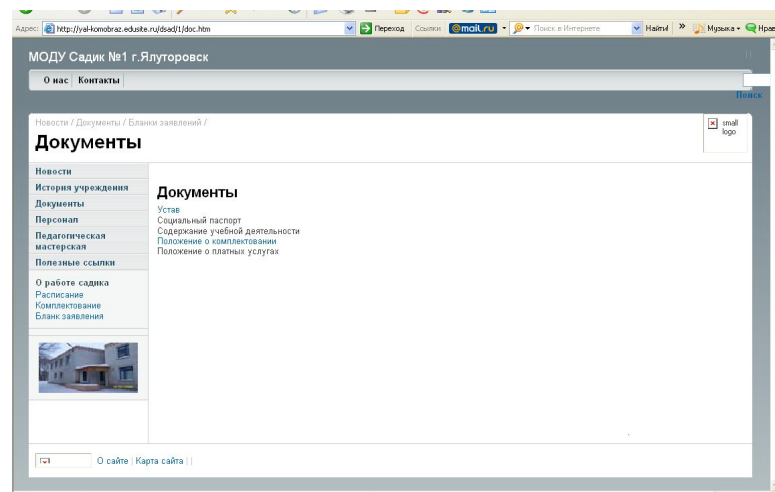 Адрес: http://yal-komobraz.edusite.ru/dsad/1/doc.htm Переход Ссылки @mail.ru Поиск в Интернете Найти! » Музыка
МОДУ Садик №1 г.Ялуторовск
О нас Контакты
Поиск
Новости / Документы / Бланки заявлений /
small
logo
Документы
Новости
История учреждения
Документы
Персонал
Педагогическая
мастерская
Полезные ссылки
О работе садика
Расписание
Комплектование
Бланк заявления
Документы
Устав
Социальный паспорт
Содержание учебной деятельности
Положение о комплектовании
Положение о платных услугах
О сайте | Карта сайта | |